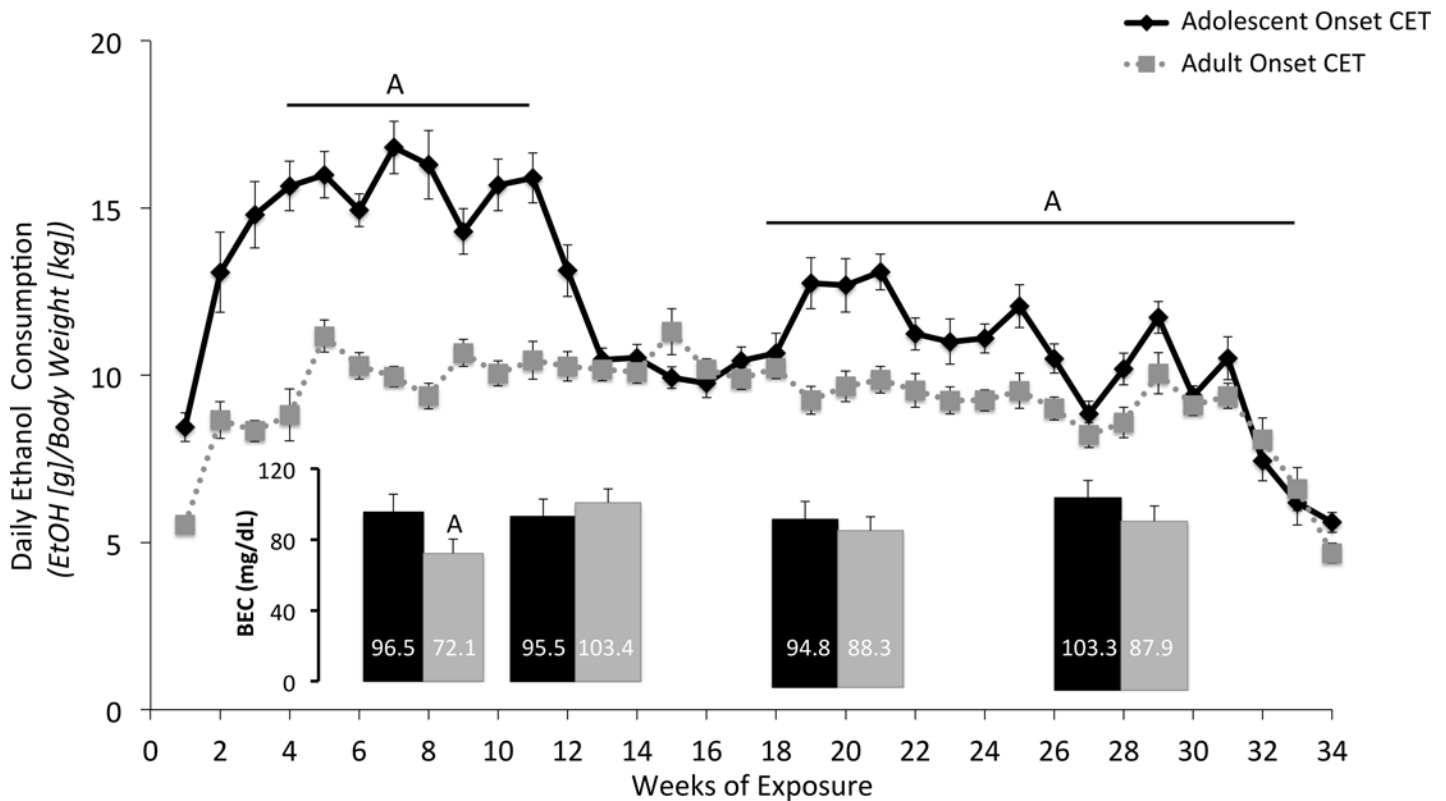 Adolescent Onset CET
Adult Onset CET
20
15
10
5
0
Daily Ethanol Consumption
(EtOH [g]/Body Weight [kg])
A
A
120
80
40
0
BEC (mg/dL)
A
96.5 72.1 95.5 103.4 94.8 88.3 103.3 87.9
0 2 4 6 8 10 12 14 16 18 20 22 24 26 28 30 32 34
Weeks of Exposure